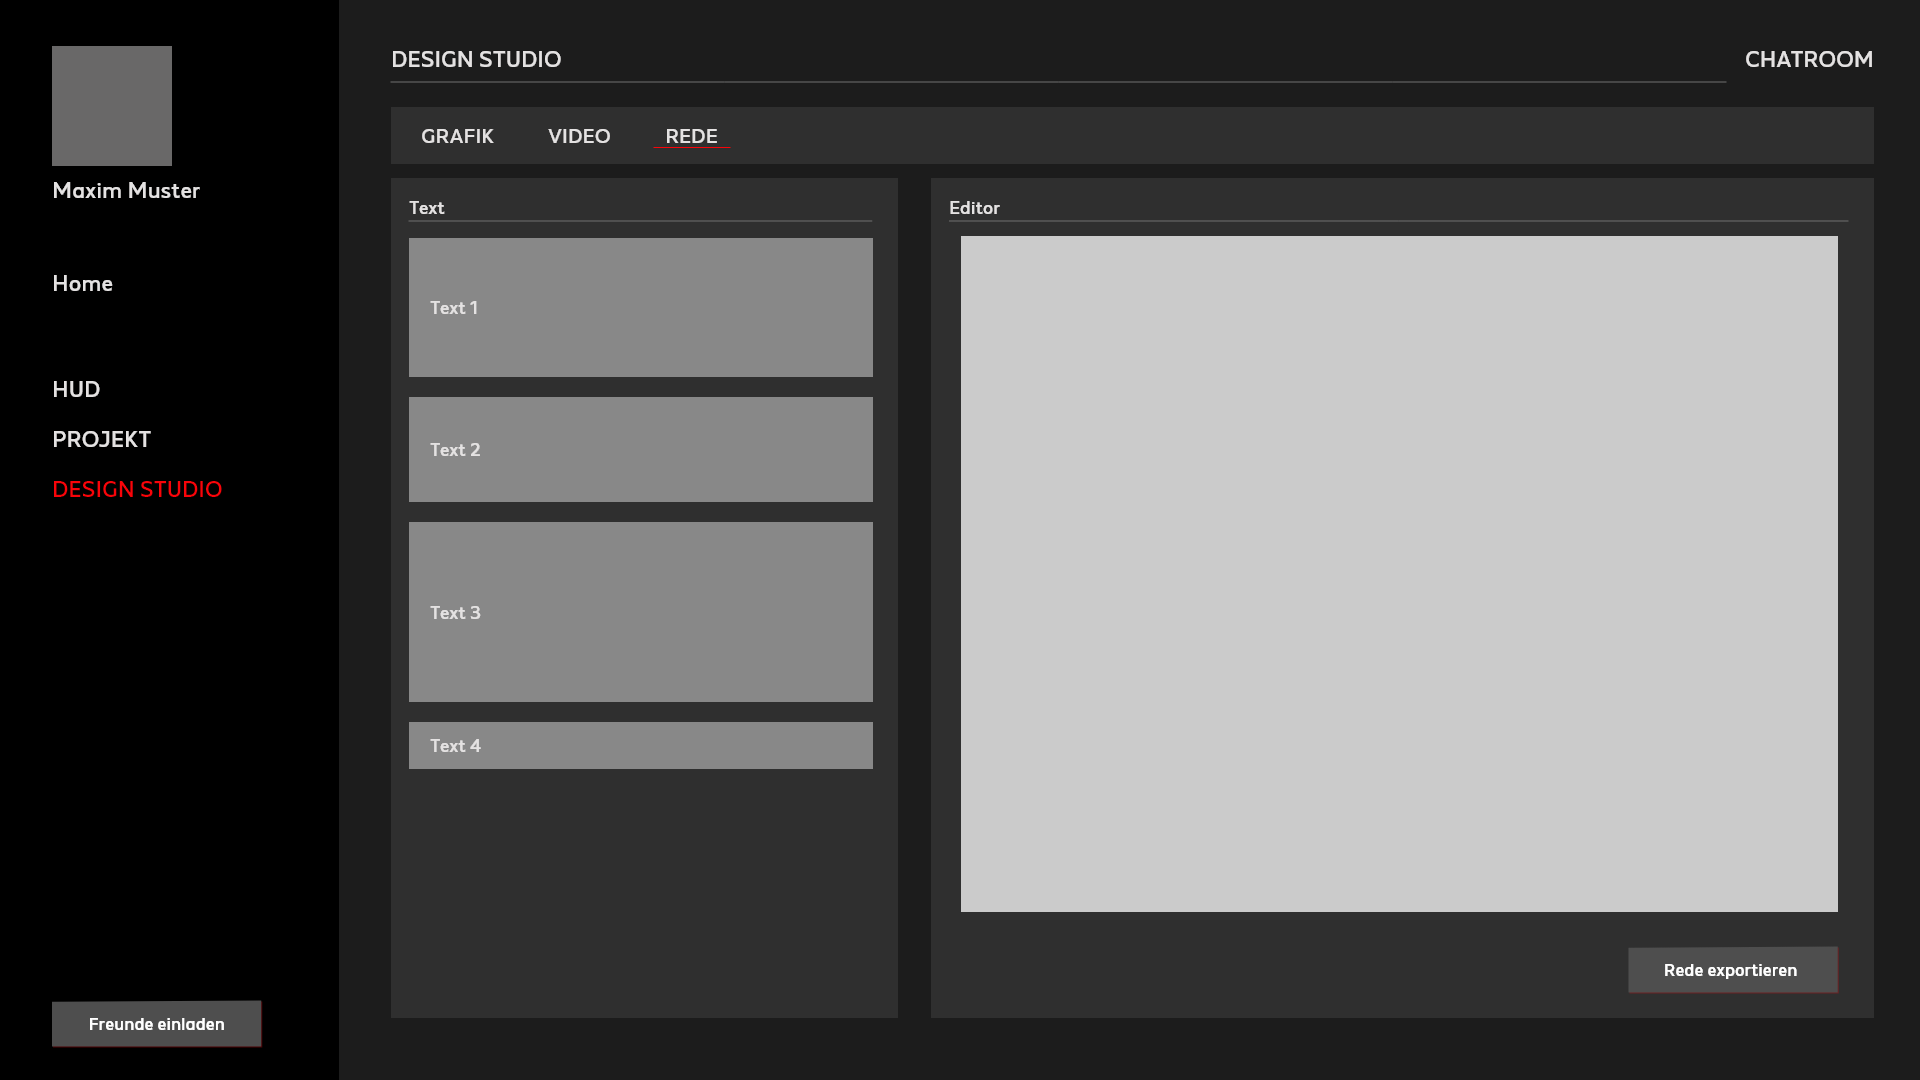 Maxim Muster
Home
HUD
PROJEKT
DESIGN STUDIO
Freunde einladen
DESIGN STUDIO
CHATROOM
GRAFIK
VIDEO
REDE
Text
Text 1
Text 2
Text 3
Text 4
Editor
Rede exportieren